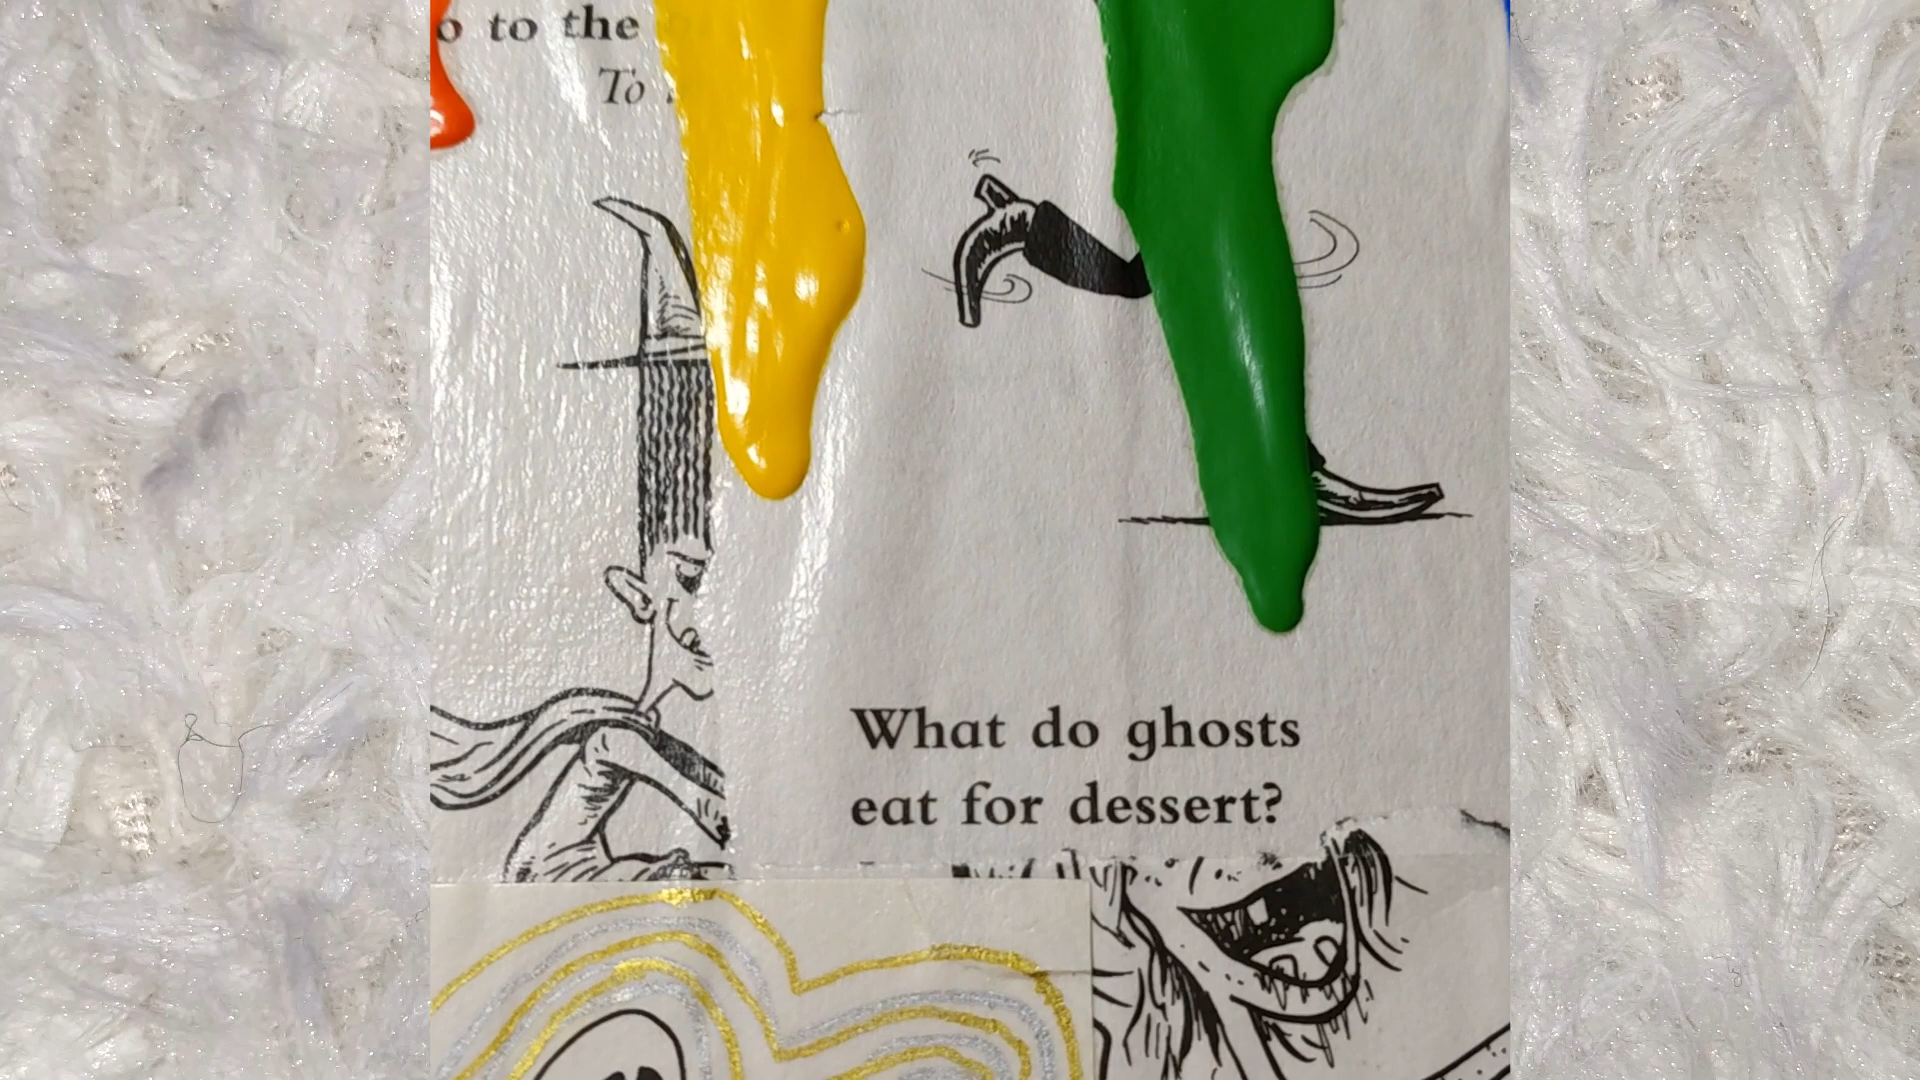 o to the
To
What do ghosts
eat for dessert?